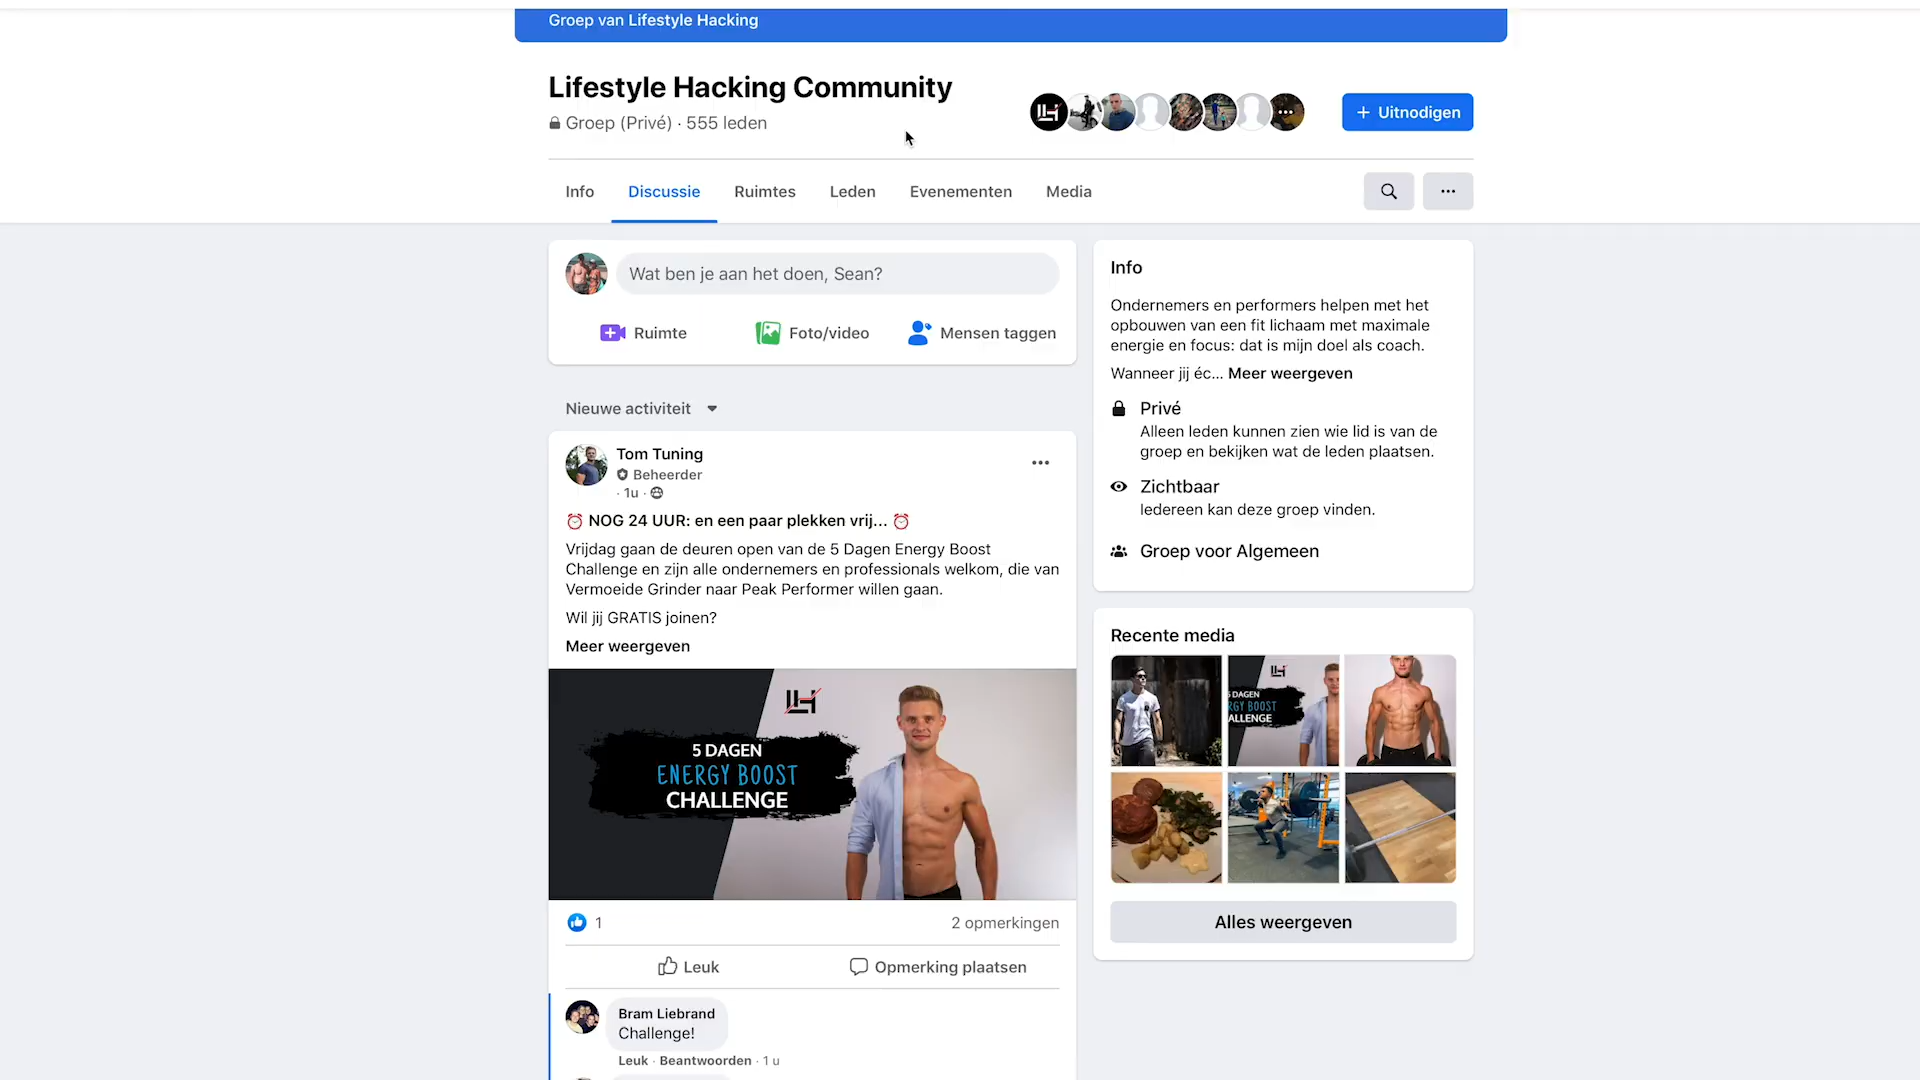 Groep van Lifestyle Hacking
Lifestyle Hacking Community
Groep (Privé) · 555 leden
+ Uitnodigen
Info
Discussie
Ruimtes
Leden
Evenementen
Media
Wat ben je aan het doen, Sean?
Ruimte
Foto/video
Mensen taggen
Nieuwe activiteit
Tom Tuning
Beheerder
· 1u ·
⏰ NOG 24 UUR: en een paar plekken vrij... ⏰
Vrijdag gaan de deuren open van de 5 Dagen Energy Boost
Challenge en zijn alle ondernemers en professionals welkom, die van
Vermoeide Grinder naar Peak Performer willen gaan.
Wil jij GRATIS joinen?
Meer weergeven
LH
5 DAGEN
ENERGY BOOST
CHALLENGE
1
2 opmerkingen
Leuk
Opmerking plaatsen
Bram Liebrand
Challenge!
Leuk · Beantwoorden · 1 u
Info
Ondernemers en performers helpen met het
opbouwen van een fit lichaam met maximale
energie en focus: dat is mijn doel als coach.
Wanneer jij éc... Meer weergeven
Privé
Alleen leden kunnen zien wie lid is van de
groep en bekijken wat de leden plaatsen.
Zichtbaar
Iedereen kan deze groep vinden.
Groep voor Algemeen
Recente media
LH
5 DAGEN
RGY BOOST
ALLENGE
Alles weergeven